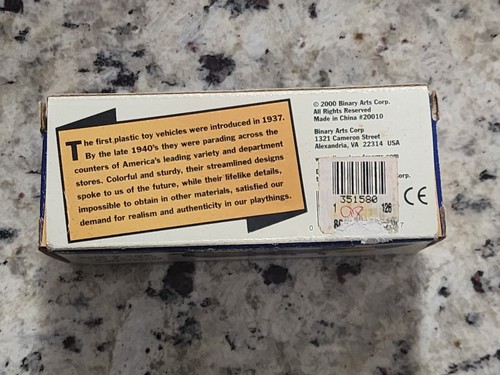 The first plastic toy vehicles were introduced in 1937.
By the late 1940's they were parading across the
counters of America's leading variety and department
stores. Colorful and sturdy, their streamlined designs
spoke to us of the future, while their lifelike details,
impossible to obtain in other materials, satisfied our
demand for realism and authenticity in our playthings.
© 2000 Binary Arts Corp.
All Rights Reserved
Made in China #20010
Binary Arts Corp
1321 Cameron Street
Alexandria, VA 22314 USA
orp.
CE
351580
126
0
7